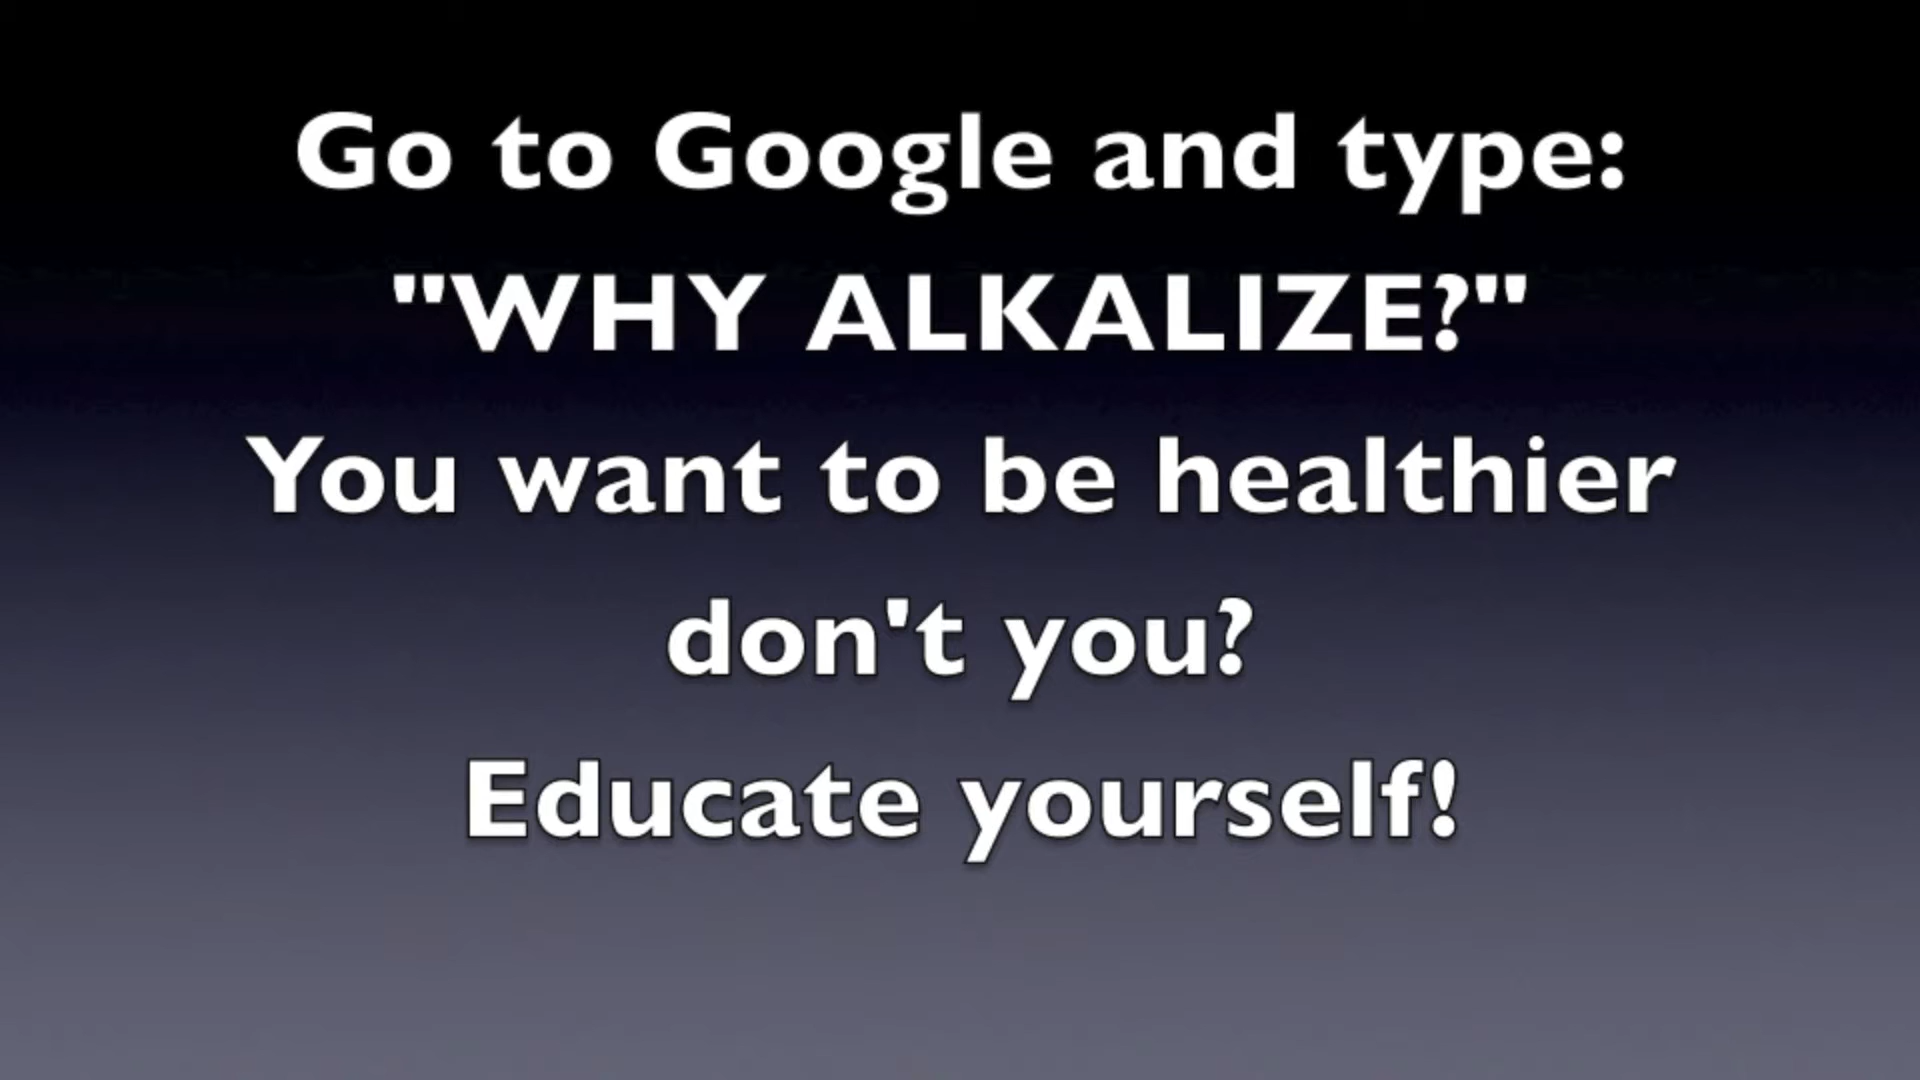 Go to Google and type:
"WHY ALKALIZE?"
You want to be healthier
don't you?
Educate yourself!